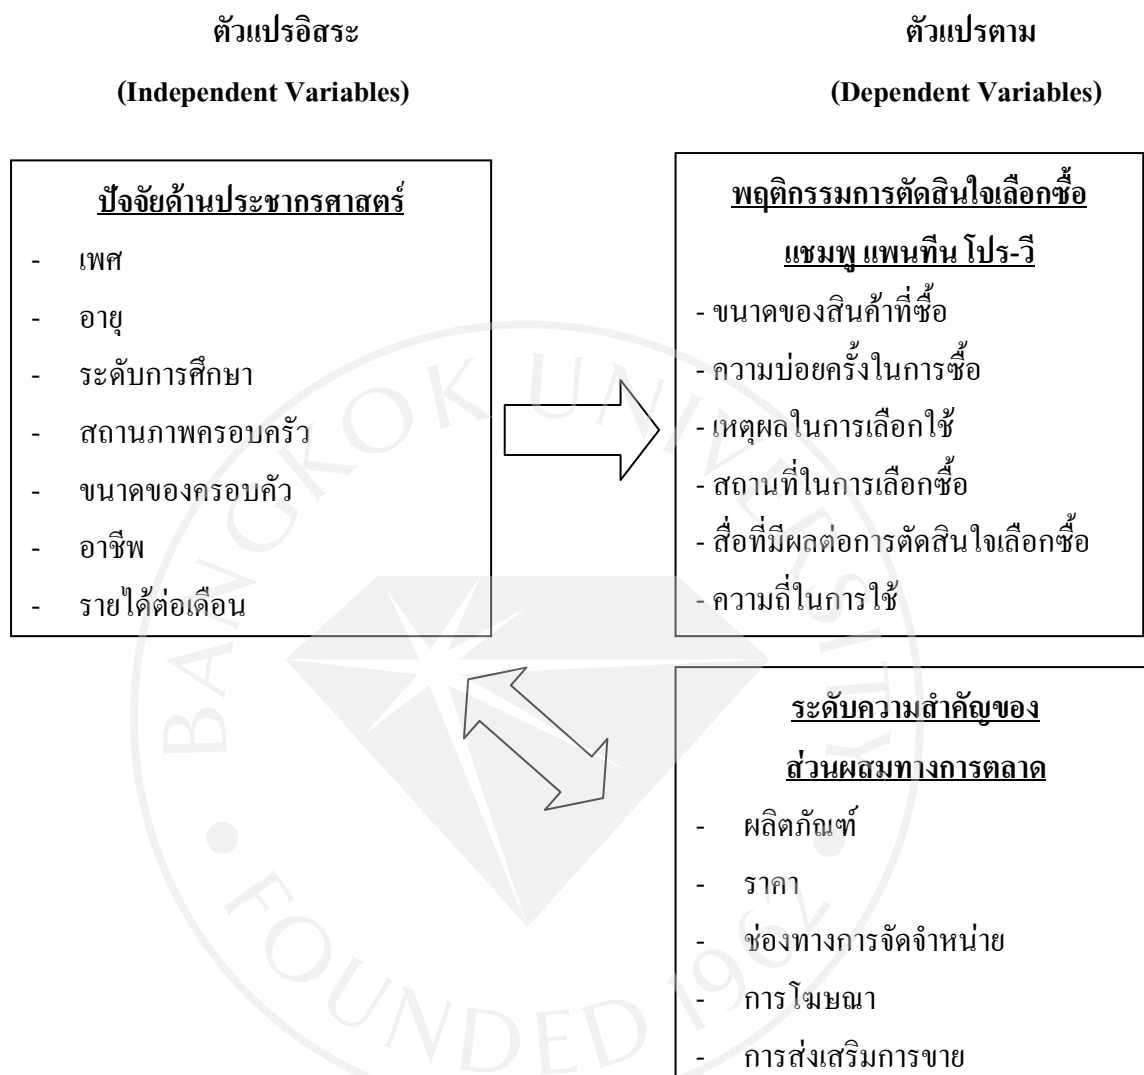 ตัวแปรอิสระ
(Independent Variables)
ตัวแปรตาม
(Dependent Variables)
ปัจจัยด้านประชากรศาสตร์
- เพศ
- อายุ
- ระดับการศึกษา
- สถานภาพครอบครัว
- ขนาดของครอบคัว
- อาชีพ
- รายได้ต่อเดือน
พฤติกรรมการตัดสินใจเลือกซื้อ
แชมพู แพนทีน โปร-วี
- ขนาดของสินค้าที่ซื้อ
- ความบ่อยครั้งในการซื้อ
- เหตุผลในการเลือกใช้
- สถานที่ในการเลือกซื้อ
- สื่อที่มีผลต่อการตัดสินใจเลือกซื้อ
- ความถี่ในการใช้
ระดับความสำคัญของ
ส่วนผสมทางการตลาด
- ผลิตภัณฑ์
- ราคา
- ช่องทางการจัดจำหน่าย
- การโฆษณา
- การส่งเสริมการขาย
BANGKOK UNIVERSITY
FOUNDED 1962